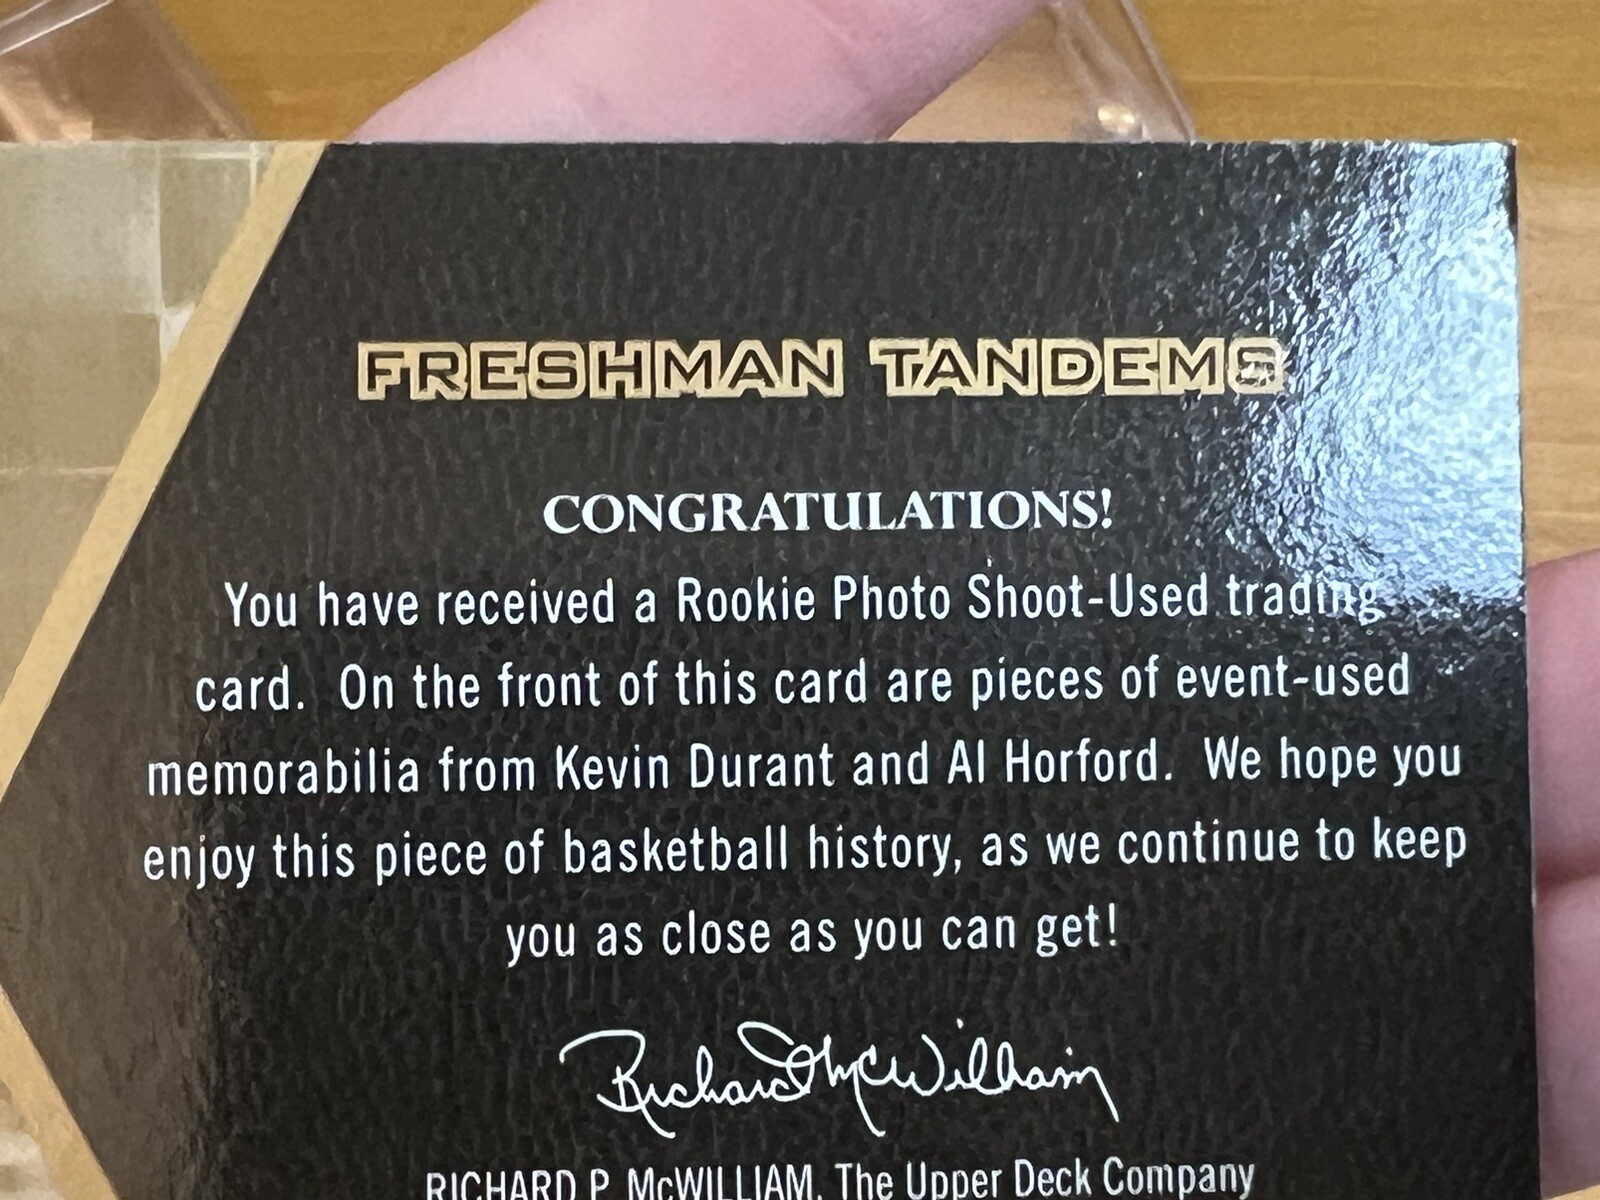 FRESHMAN TANDEMS
CONGRATULATIONS!
You have received a Rookie Photo Shoot-Used trading
card. On the front of this card are pieces of event-used
memorabilia from Kevin Durant and Al Horford. We hope you
enjoy this piece of basketball history, as we continue to keep
you as close as you can get!
Richard McWilliam
RICHARD P. McWILLIAM, The Upper Deck Company